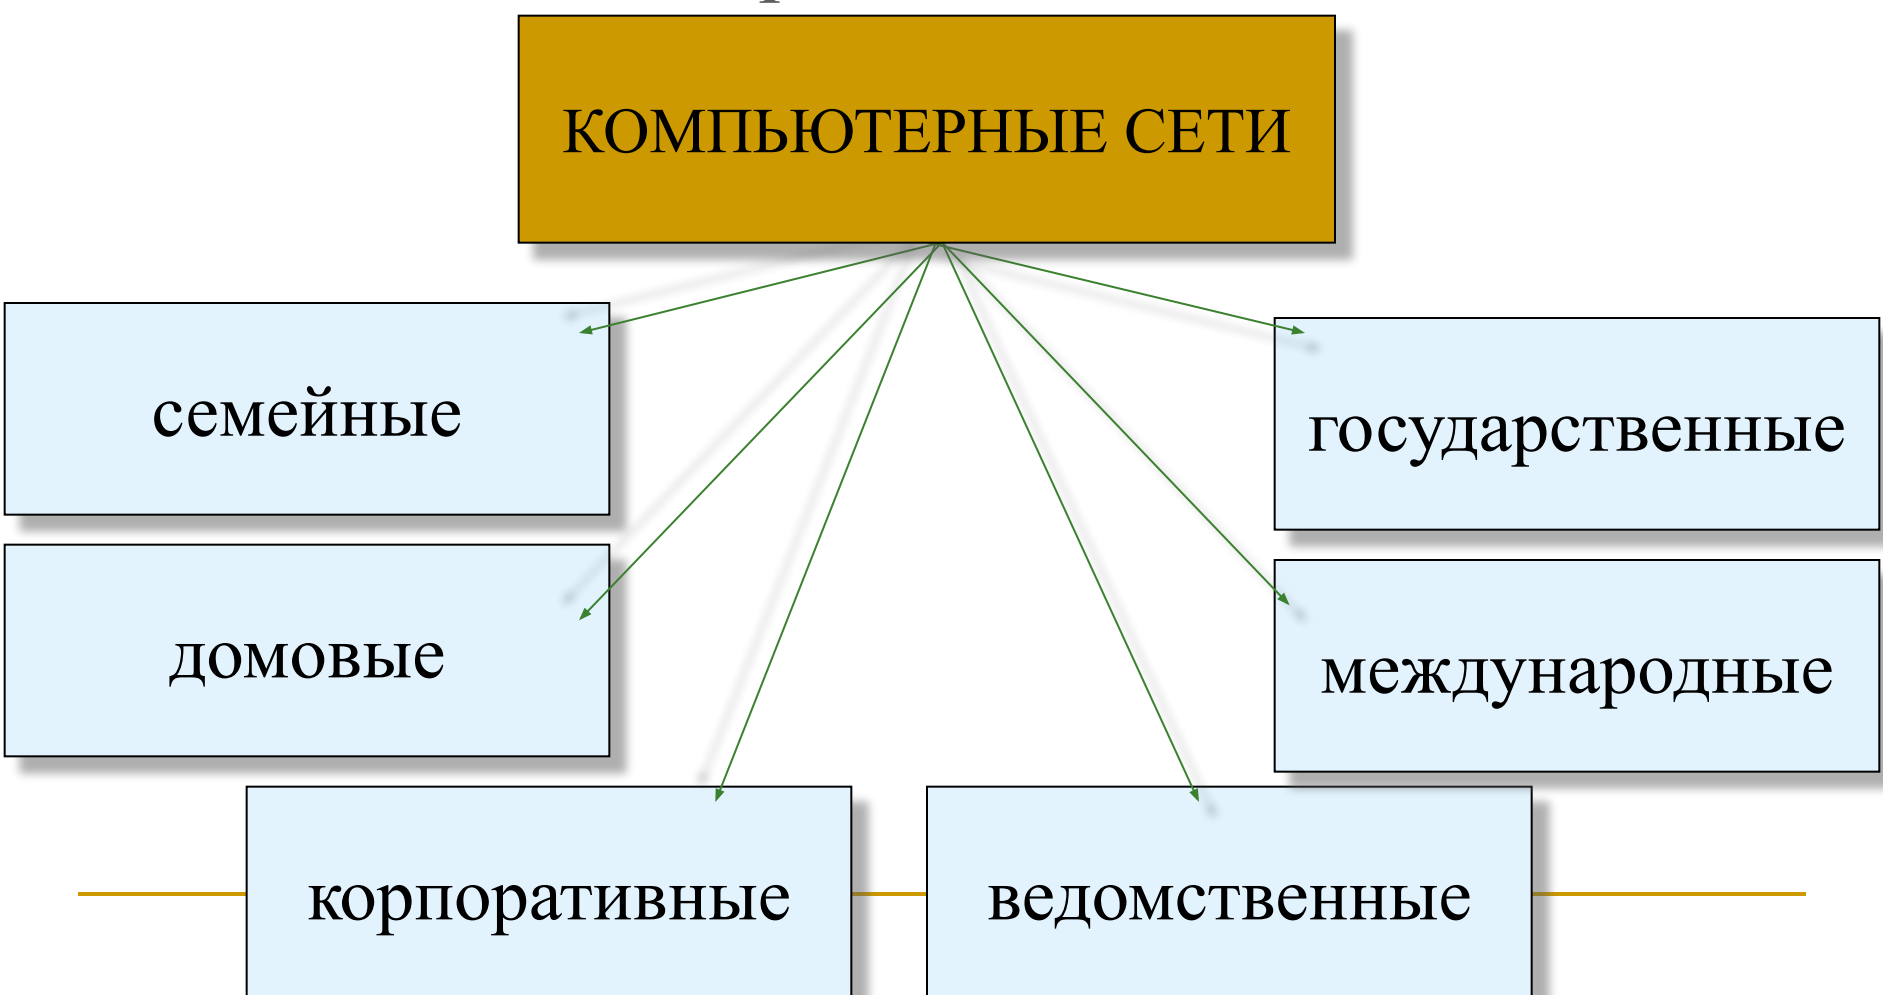 КОМПЬЮТЕРНЫЕ СЕТИ
семейные
государственные
домовые
международные
корпоративные
ведомственные